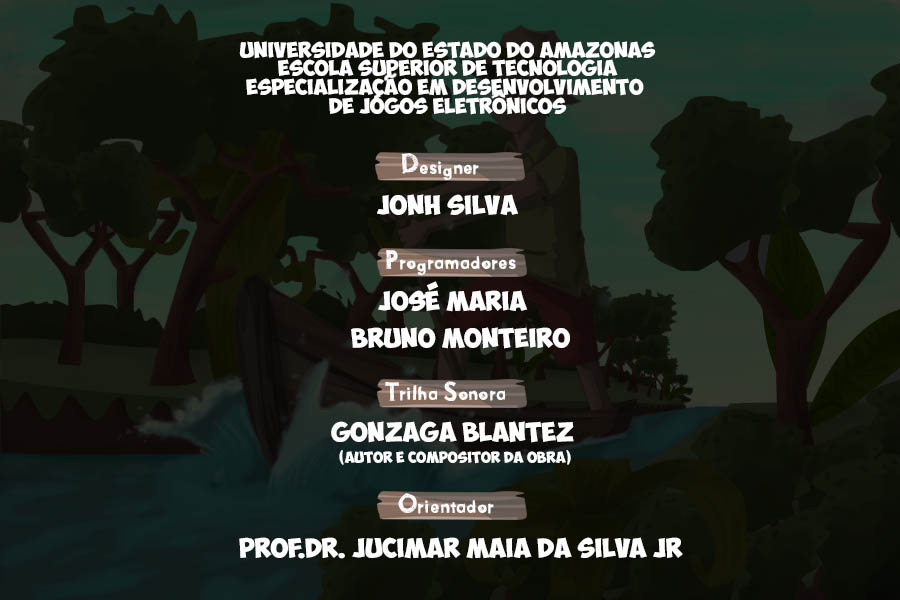 UNIVERSIDADE DO ESTADO DO AMAZONAS
ESCOLA SUPERIOR DE TECNOLOGIA
ESPECIALIZAÇÃO EM DESENVOLVIMENTO
DE JÓGOS ELETRÔNICOS
Designer
JONH SILVA
Programadores
JOSÉ MARIA
BRUNO MONTEIRO
Trilha Sonora
GONZAGA BLANTEZ
(AUTOR E COMPOSITOR DA OBRA)
Orientador
PROF.DR. JUCIMAR MAIA DA SILVA JR